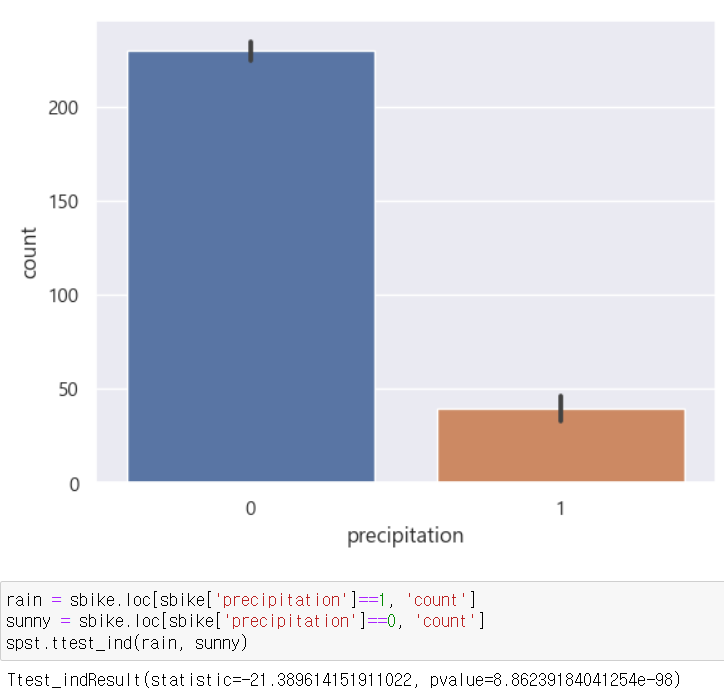 200
150
count
100
50
0
0 1
precipitation
rain = sbike.loc[sbike['precipitation']==1, 'count']
sunny = sbike.loc[sbike['precipitation']==0, 'count']
spst.ttest_ind(rain, sunny)
Ttest_indResult(statistic=-21.389614151911022, pvalue=8.86239184041254e-98)